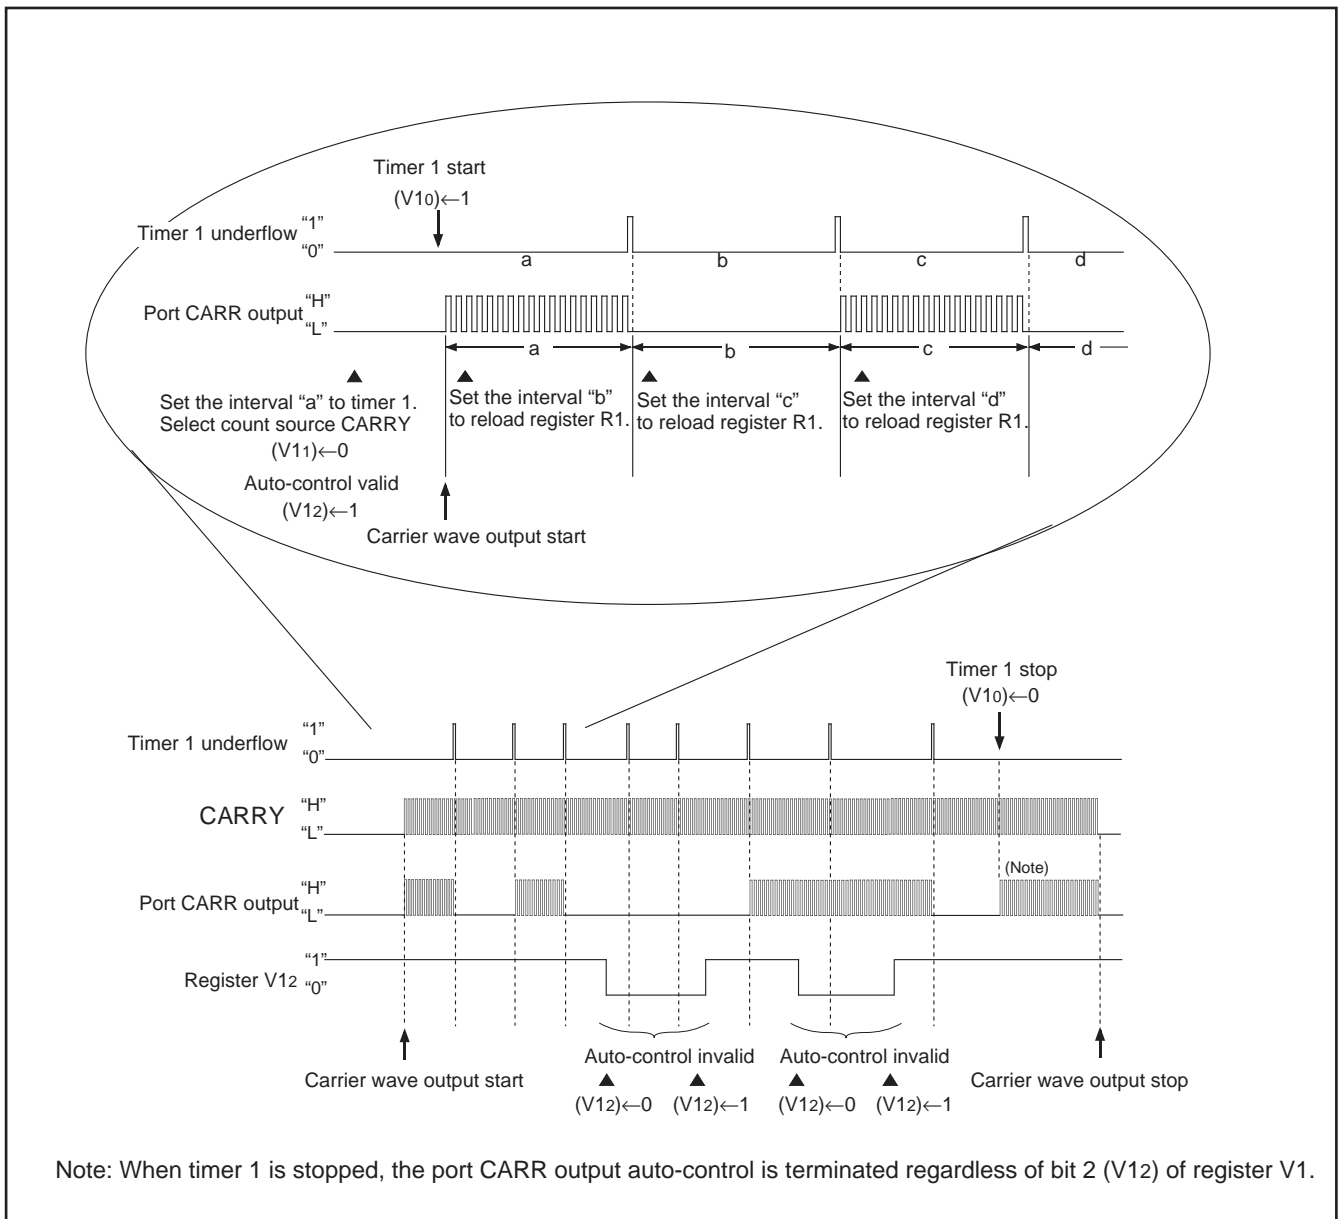 Timer 1 start
(V10)←1
Timer 1 underflow
“1”
“0”
a
b
c
d
Port CARR output
“H”
“L”
a
b
c
d
Set the interval “a” to timer 1.
Select count source CARRY
(V11)←0
Auto-control valid
(V12)←1
Set the interval “b”
to reload register R1.
Set the interval “c”
to reload register R1.
Set the interval “d”
to reload register R1.
Carrier wave output start
Timer 1 stop
(V10)←0
Timer 1 underflow
“1”
“0”
CARRY
“H”
“L”
(Note)
Port CARR output
“H”
“L”
Register V12
“1”
“0”
Auto-control invalid
Auto-control invalid
Carrier wave output start
Carrier wave output stop
(V12)←0
(V12)←1
(V12)←0
(V12)←1
Note: When timer 1 is stopped, the port CARR output auto-control is terminated regardless of bit 2 (V12) of register V1.